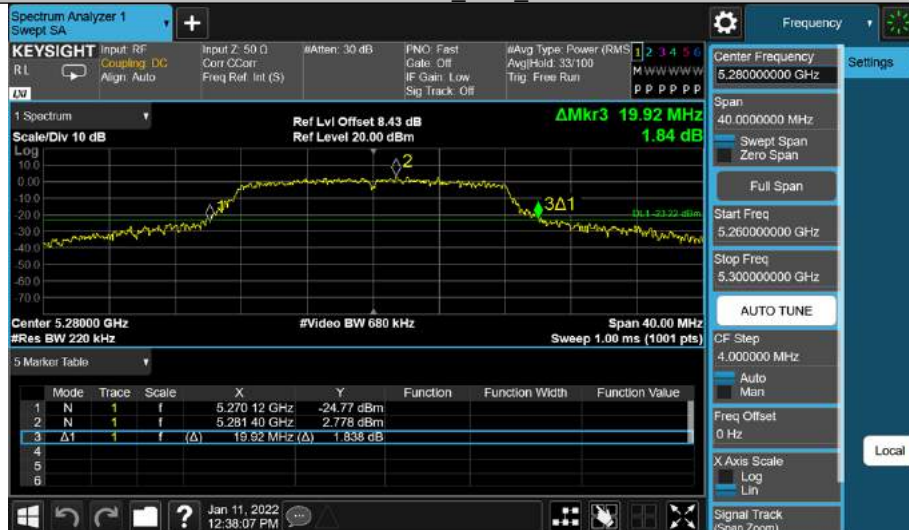 Spectrum Analyzer 1
Swept SA
+
Frequency
KEYSIGHT
RL
LXI
Input: RF
Coupling: DC
Align: Auto
Input Z: 50 Ω
Corr CCorr
Freq Ref: Int (S)
#Atten: 30 dB
PNO: Fast
Gate: Off
IF Gain: Low
Sig Track: Off
#Avg Type: Power (RMS
Avg|Hold: 33/100
Trig: Free Run
1 2 3 4 5 6
M W W W W W
P P P P P P
1 Spectrum
Scale/Div 10 dB
Ref Lvl Offset 8.43 dB
Ref Level 20.00 dBm
ΔMkr3 19.92 MHz
1.84 dB
Log
10.0
0.00
-10.0
-20.0
-30.0
-40.0
-50.0
-60.0
-70.0
2
3Δ1
DL1 -23.22 dBm
Center 5.28000 GHz
#Video BW 680 kHz
Span 40.00 MHz
#Res BW 220 kHz
Sweep 1.00 ms (1001 pts)
5 Marker Table
Mode Trace Scale X Y Function Function Width Function Value
1 N 1 f 5.270 12 GHz -24.77 dBm
2 N 1 f 5.281 40 GHz 2.778 dBm
3 Δ1 1 f (Δ) 19.92 MHz (Δ) 1.838 dB
4
5
6
?
Jan 11, 2022
12:38:07 PM
Center Frequency
5.280000000 GHz
Span
40.0000000 MHz
Swept Span
Zero Span
Full Span
Start Freq
5.260000000 GHz
Stop Freq
5.300000000 GHz
AUTO TUNE
CF Step
4.000000 MHz
Auto
Man
Freq Offset
0 Hz
X Axis Scale
Log
Lin
Signal Track
(Span Zoom)
Settings
Local